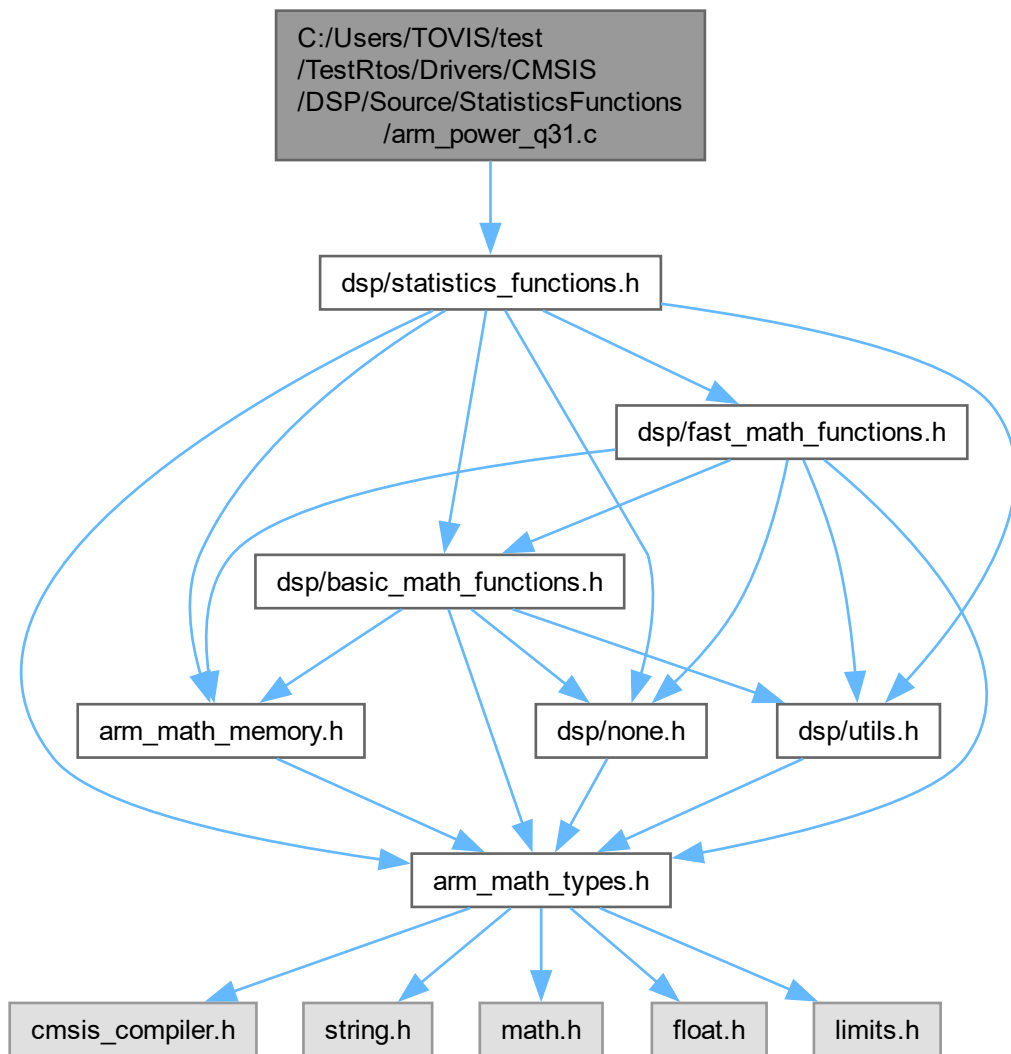 C:/Users/TOVIS/test
/TestRtos/Drivers/CMSIS
/DSP/Source/StatisticsFunctions
/arm_power_q31.c
dsp/statistics_functions.h
dsp/fast_math_functions.h
dsp/basic_math_functions.h
arm_math_memory.h
dsp/none.h
dsp/utils.h
arm_math_types.h
cmsis_compiler.h
string.h
math.h
float.h
limits.h